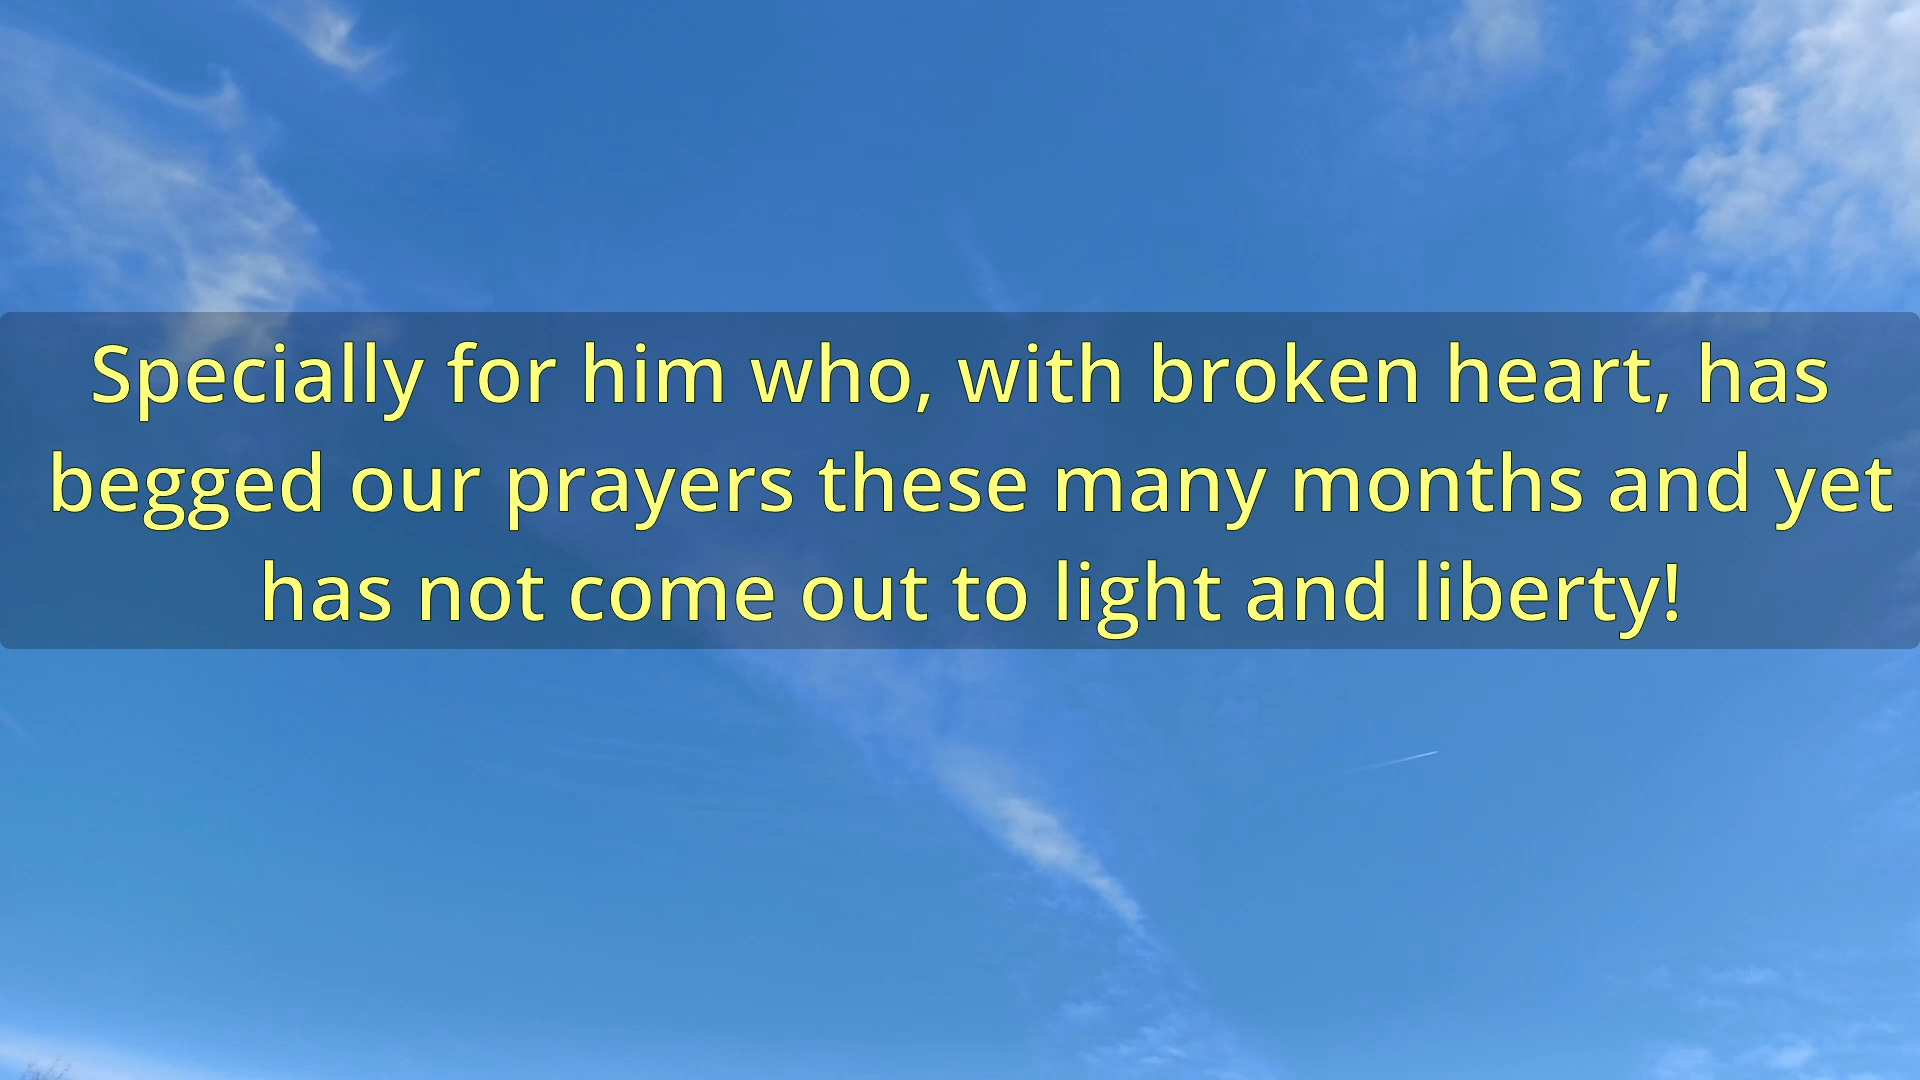 Specially for him who, with broken heart, has
begged our prayers these many months and yet
has not come out to light and liberty!